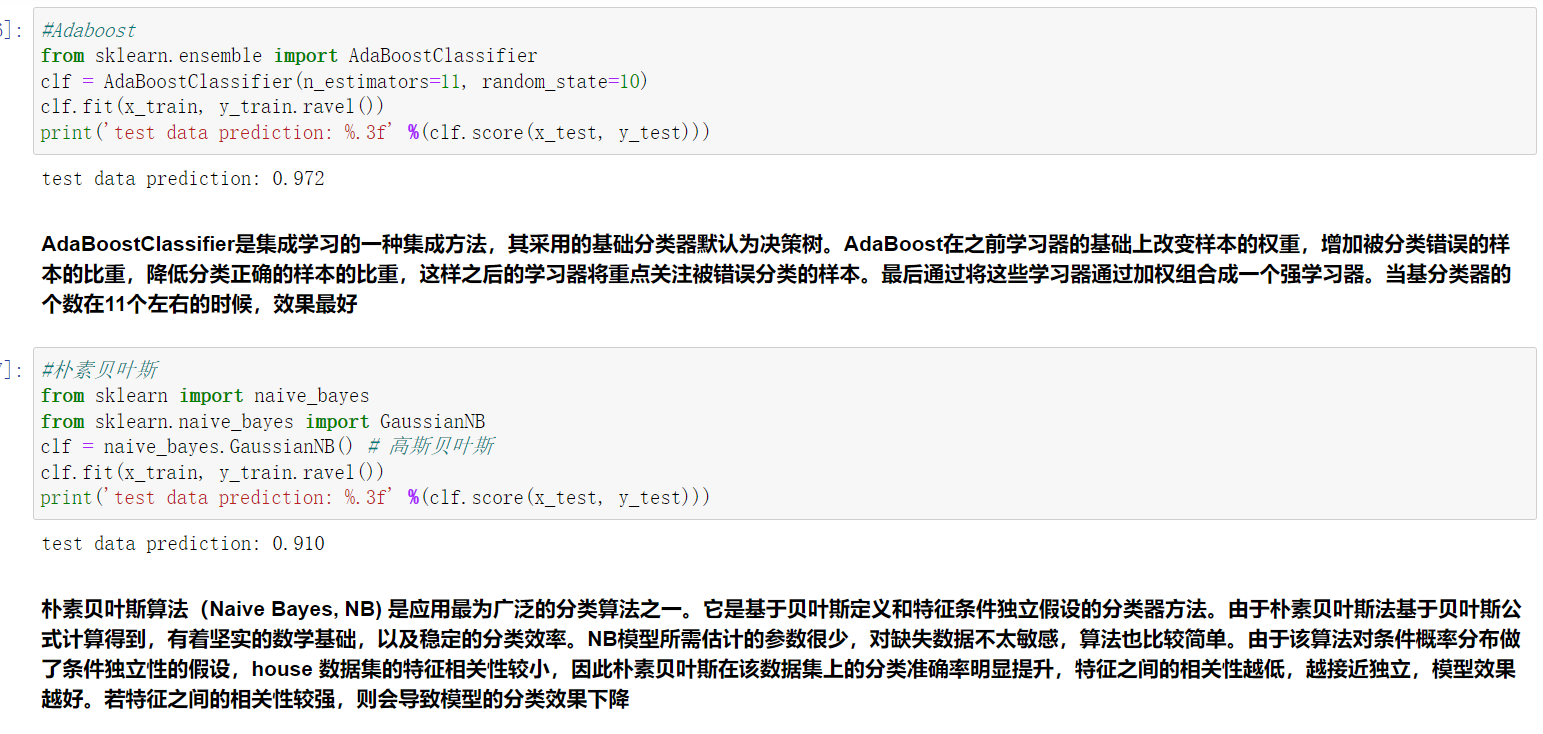 6]:
#Adaboost
from sklearn.ensemble import AdaBoostClassifier
clf = AdaBoostClassifier(n_estimators=11, random_state=10)
clf.fit(x_train, y_train.ravel())
print('test data prediction: %.3f' %(clf.score(x_test, y_test)))
test data prediction: 0.972
AdaBoostClassifier是集成学习的一种集成方法，其采用的基础分类器默认为决策树。AdaBoost在之前学习器的基础上改变样本的权重，增加被分类错误的样
本的比重，降低分类正确的样本的比重，这样之后的学习器将重点关注被错误分类的样本。最后通过将这些学习器通过加权组合成一个强学习器。当基分类器的
个数在11个左右的时候，效果最好
7]:
#朴素贝叶斯
from sklearn import naive_bayes
from sklearn.naive_bayes import GaussianNB
clf = naive_bayes.GaussianNB() # 高斯贝叶斯
clf.fit(x_train, y_train.ravel())
print('test data prediction: %.3f' %(clf.score(x_test, y_test)))
test data prediction: 0.910
朴素贝叶斯算法（Naive Bayes, NB) 是应用最为广泛的分类算法之一。它是基于贝叶斯定义和特征条件独立假设的分类器方法。由于朴素贝叶斯法基于贝叶斯公
式计算得到，有着坚实的数学基础，以及稳定的分类效率。NB模型所需估计的参数很少，对缺失数据不太敏感，算法也比较简单。由于该算法对条件概率分布做
了条件独立性的假设，house 数据集的特征相关性较小，因此朴素贝叶斯在该数据集上的分类准确率明显提升，特征之间的相关性越低，越接近独立，模型效果
越好。若特征之间的相关性较强，则会导致模型的分类效果下降